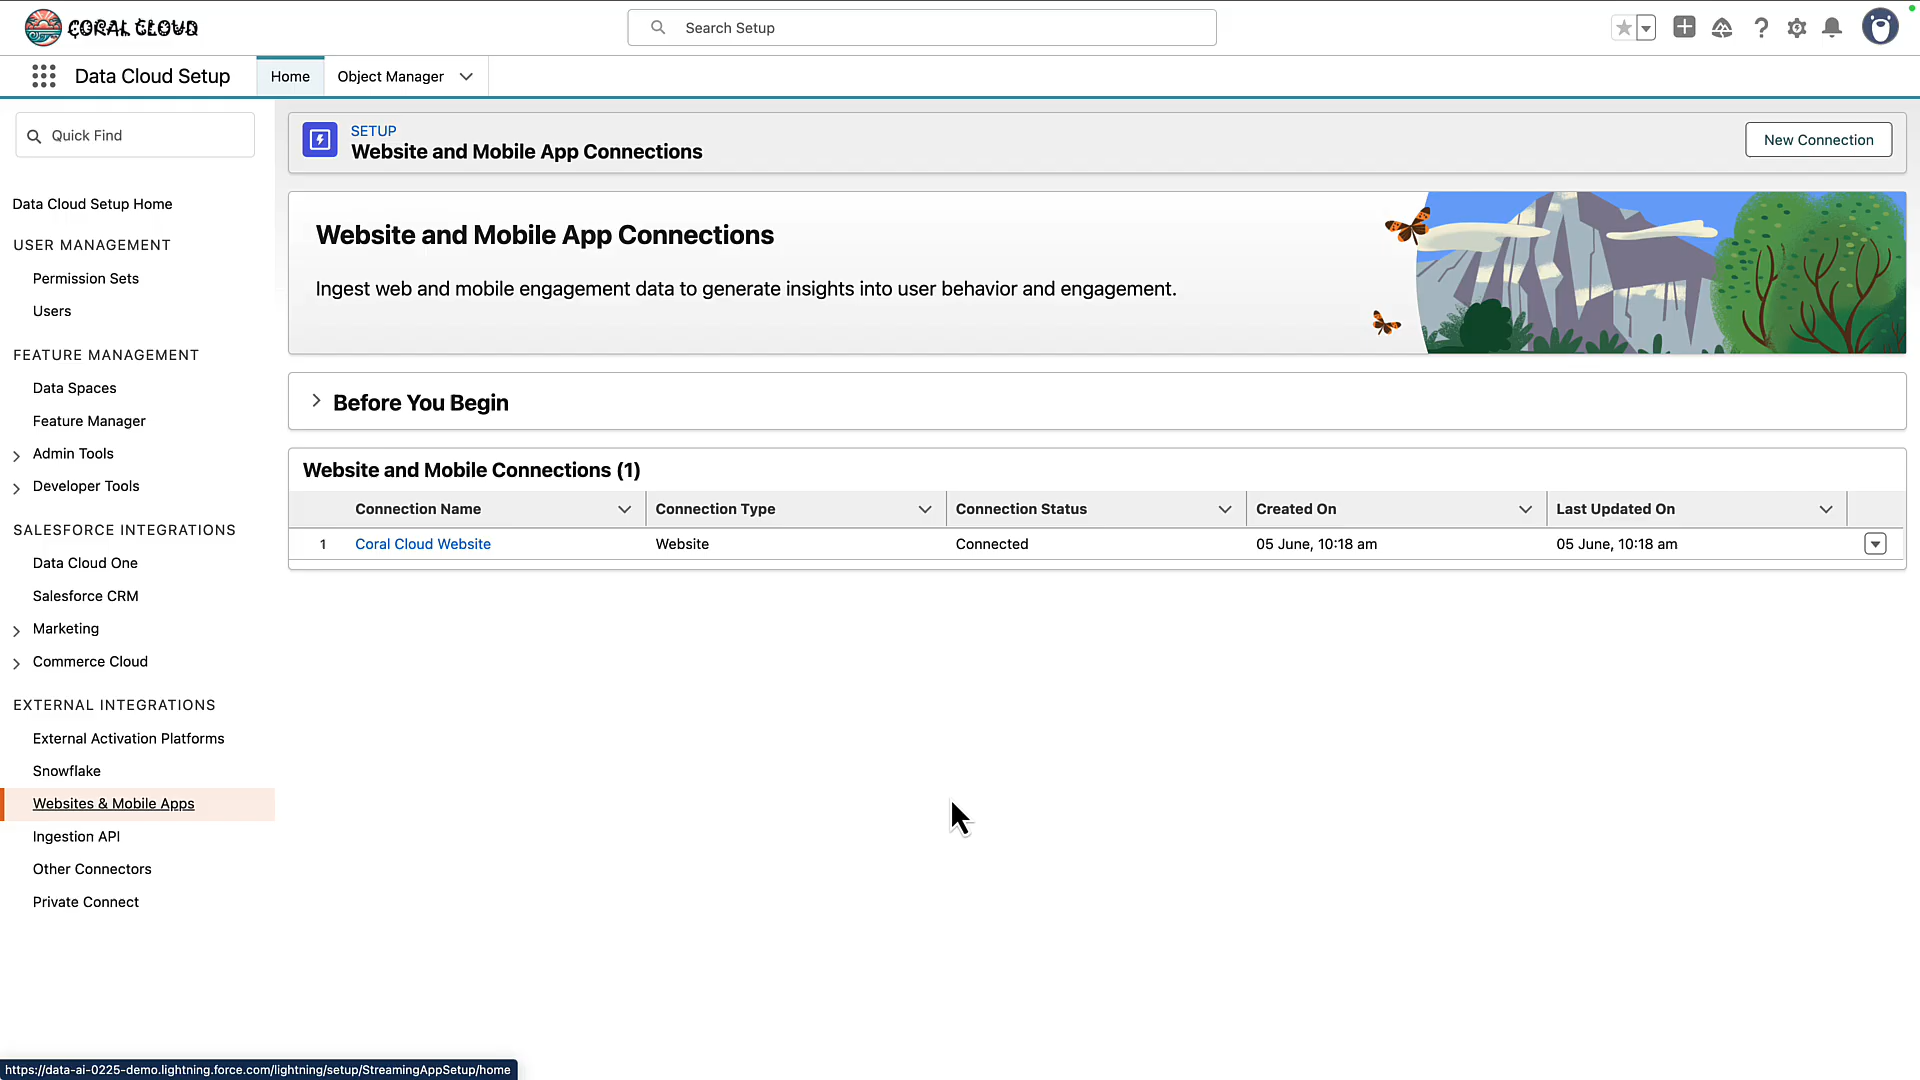 CORAL CLOUD
Search Setup
Data Cloud Setup
Home
Object Manager
Quick Find
Data Cloud Setup Home
USER MANAGEMENT
Permission Sets
Users
FEATURE MANAGEMENT
Data Spaces
Feature Manager
Admin Tools
Developer Tools
SALESFORCE INTEGRATIONS
Data Cloud One
Salesforce CRM
Marketing
Commerce Cloud
EXTERNAL INTEGRATIONS
External Activation Platforms
Snowflake
Websites & Mobile Apps
Ingestion API
Other Connectors
Private Connect
SETUP
Website and Mobile App Connections
New Connection
Website and Mobile App Connections
Ingest web and mobile engagement data to generate insights into user behavior and engagement.
Before You Begin
Website and Mobile Connections (1)
Connection Name Connection Type Connection Status Created On Last Updated On
1 Coral Cloud Website Website Connected 05 June, 10:18 am 05 June, 10:18 am
https://data-ai-0225-demo.lightning.force.com/lightning/setup/StreamingAppSetup/home